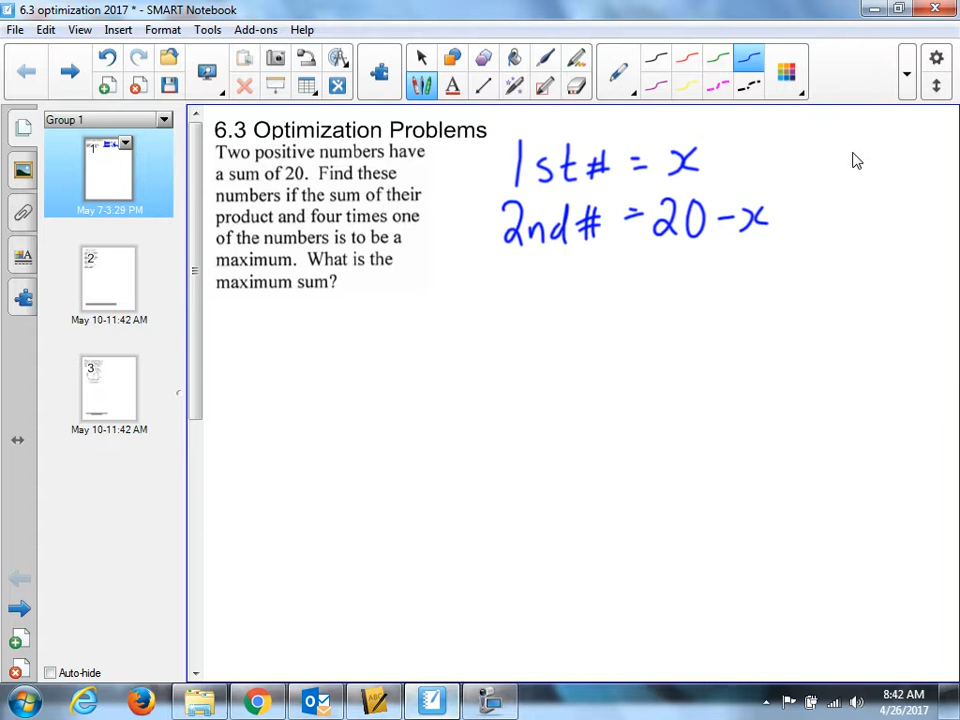 6.3 optimization 2017 * - SMART Notebook
File Edit View Insert Format Tools Add-ons Help
Group 1
1
May 7-3:29 PM
2
May 10-11:42 AM
3
May 10-11:42 AM
6.3 Optimization Problems
Two positive numbers have
a sum of 20. Find these
numbers if the sum of their
product and four times one
of the numbers is to be a
maximum. What is the
maximum sum?
1st # = x
2nd # = 20 - x
Auto-hide
8:42 AM
4/26/2017